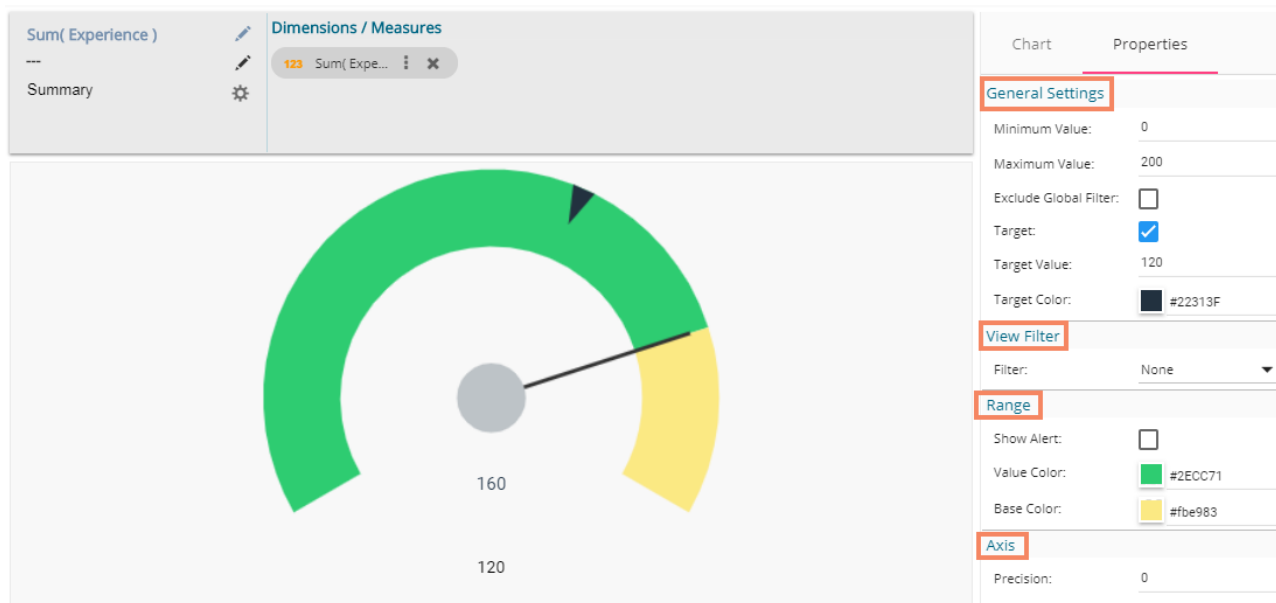 Sum( Experience )
---
Summary
Dimensions / Measures
123 Sum( Expe...
160
120
Chart Properties
General Settings
Minimum Value: 0
Maximum Value: 200
Exclude Global Filter:
Target:
Target Value: 120
Target Color: #22313F
View Filter
Filter: None
Range
Show Alert:
Value Color: #2ECC71
Base Color: #fbe983
Axis
Precision: 0